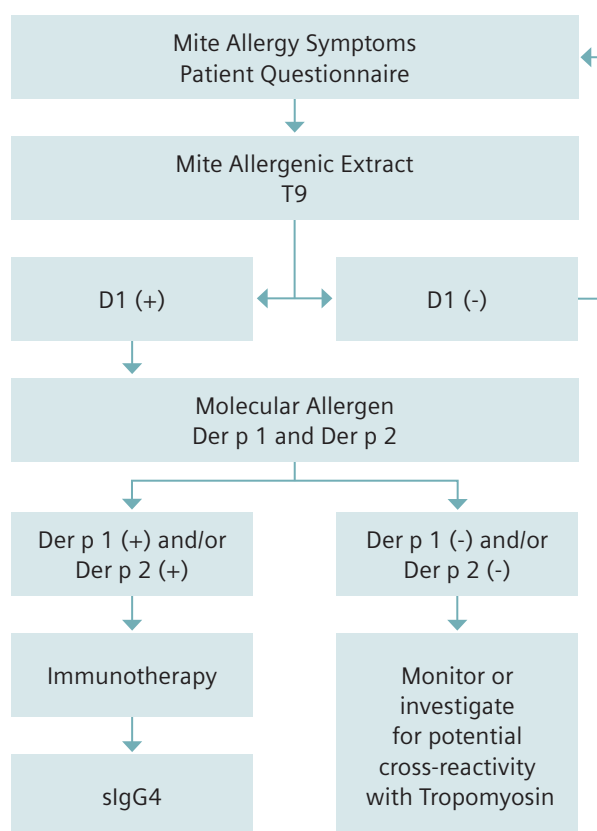 Mite Allergy Symptoms
Patient Questionnaire
Mite Allergenic Extract
T9
D1 (+)
D1 (-)
Molecular Allergen
Der p 1 and Der p 2
Der p 1 (+) and/or
Der p 2 (+)
Der p 1 (-) and/or
Der p 2 (-)
Immunotherapy
Monitor or
investigate
for potential
cross-reactivity
with Tropomyosin
sIgG4